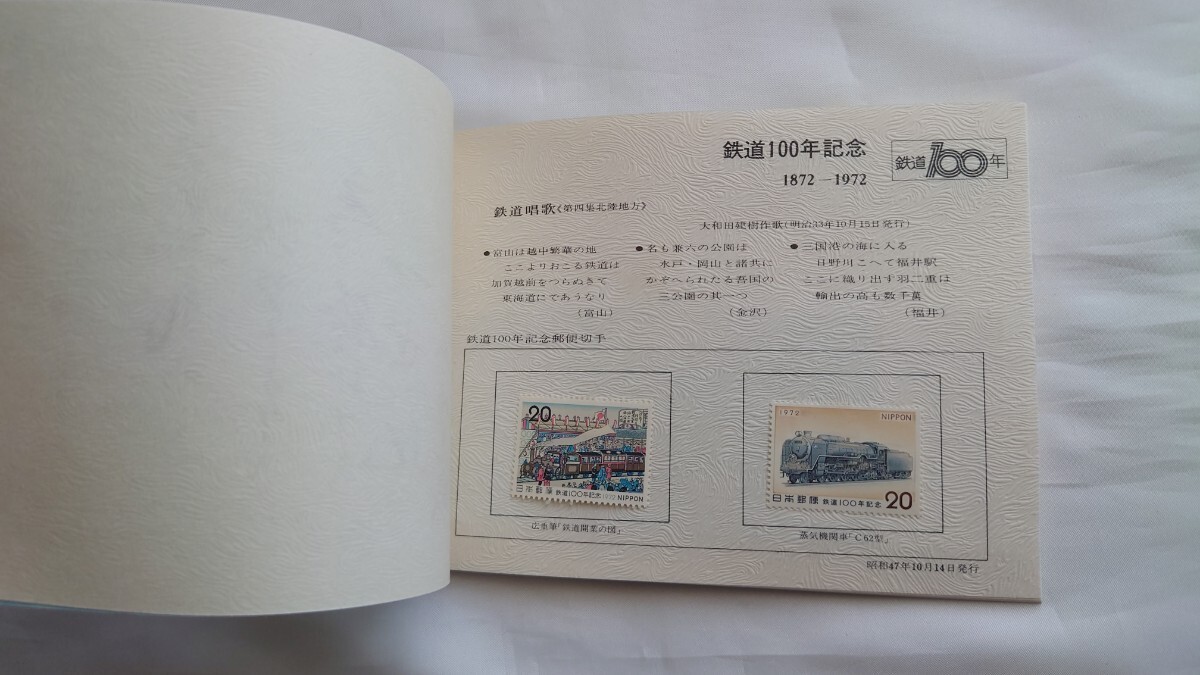 鉄道100年記念
鉄道100年
1872－1972
鉄道唱歌《第四集北陸地方》
大和田建樹作歌(明治33年10月15日発行)
●富山は越中繁華の地
ここよりおこる鉄道は
加賀越前をつらぬきて
東海道にであうなり
(富山)
●名も兼六の公園は
水戸・岡山と諸共に
かぞへられたる吾国の
三公園の其一つ
(金沢)
●三国港の海に入る
日野川こへて福井駅
ここに織り出す羽二重は
輸出の高も数千萬
(福井)
鉄道100年記念郵便切手
20
日本郵便 鉄道100年記念 1972 NIPPON
広重筆「鉄道開業の図」
1972 NIPPON
日本郵便 鉄道100年記念 20
蒸気機関車「C62型」
昭和47年10月14日発行